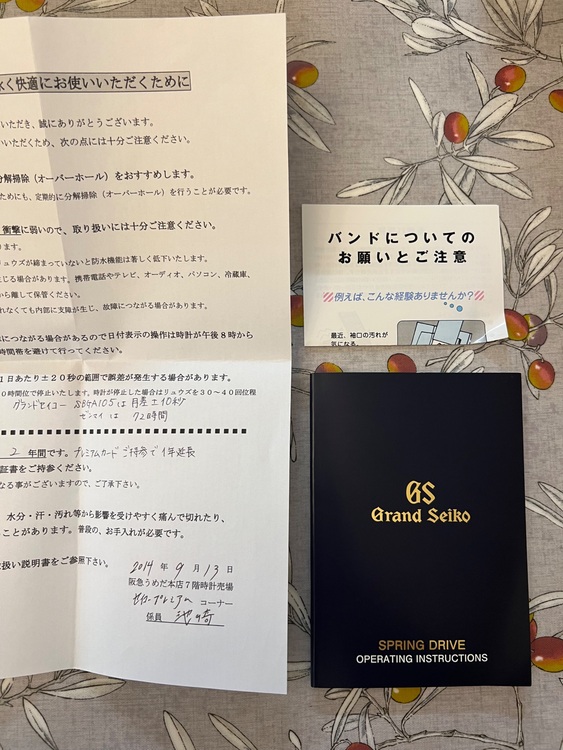 く快適にお使いいただくために
いただき、誠にありがとうございます。
いいただくため、次の点には十分ご注意ください。
分解掃除（オーバーホール）をおすすめします。
ためにも、定期的に分解掃除（オーバーホール）を行うことが必要です。
衝撃に弱いので、取り扱いには十分ご注意ください。
ります。
リュウズが締まっていないと防水機能は著しく低下いたします。
生じる場合があります。携帯電話やテレビ、オーディオ、パソコン、冷蔵庫、
から離して保管ください。
れなくても内部に支障が生じ、故障につながる場合があります。
につながる場合があるので日付表示の操作は時計が午後８時から
時間帯を避けて行ってください。
１日あたり±２０秒の範囲で誤差が発生する場合があります。
０時間位で停止いたします。時計が停止した場合はリュウズを３０～４０回位程
グランドセイコー SBGA105は 月差±10秒
ゼンマイは 72時間
2 年間です。プレミアムカードご持参で1年延長
証書をご持参ください。
なる事がございますので、ご了承下さい。
水分・汗・汚れ等から影響を受けやすく痛んで切れたり、
ことがあります。普段の、お手入れが必要です。
扱い説明書をご参照下さい。
2014 年 9 月 13 日
阪急うめだ本店７階時計売場
セイコープレミアム コーナー
係員
バンドについての
お願いとご注意
例えば、こんな経験ありませんか?
最近、袖口の汚れが
気になる。
GS
Grand Seiko
SPRING DRIVE
OPERATING INSTRUCTIONS